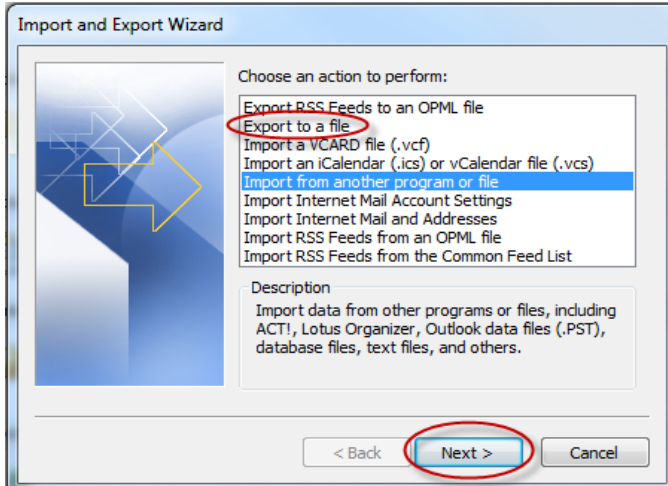 Import and Export Wizard
Choose an action to perform:
Export RSS Feeds to an OPML file
Export to a file
Import a VCARD file (.vcf)
Import an iCalendar (.ics) or vCalendar file (.vcs)
Import from another program or file
Import Internet Mail Account Settings
Import Internet Mail and Addresses
Import RSS Feeds from an OPML file
Import RSS Feeds from the Common Feed List
Description
Import data from other programs or files, including
ACT!, Lotus Organizer, Outlook data files (.PST),
database files, text files, and others.
< Back Next > Cancel